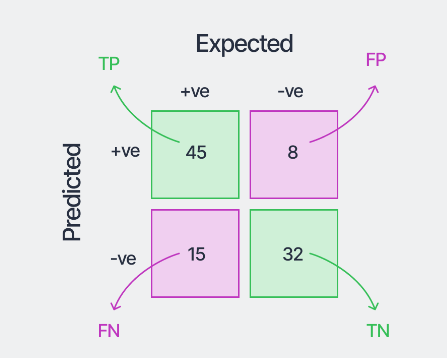 Expected
TP
FP
+ve
-ve
Predicted
+ve
45
8
-ve
15
32
FN
TN